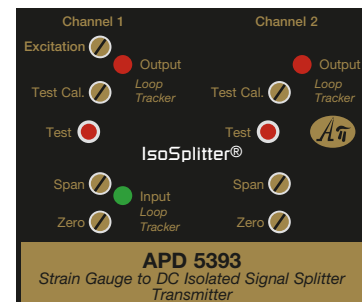 Channel 1 Channel 2
Excitation
Output Output
Test Cal. Loop Tracker Test Cal. Loop Tracker
Test Test Aπ
IsoSplitter®
Span Input Span
Zero Loop Tracker Zero
APD 5393
Strain Gauge to DC Isolated Signal Splitter
Transmitter